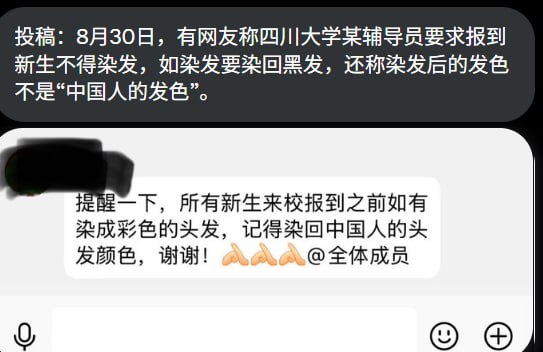 投稿：8月30日，有网友称四川大学某辅导员要求报到
新生不得染发，如染发要染回黑发，还称染发后的发色
不是“中国人的发色”。
提醒一下，所有新生来校报到之前如有
染成彩色的头发，记得染回中国人的头
发颜色，谢谢！🫰🏻🫰🏻🫰🏻@全体成员